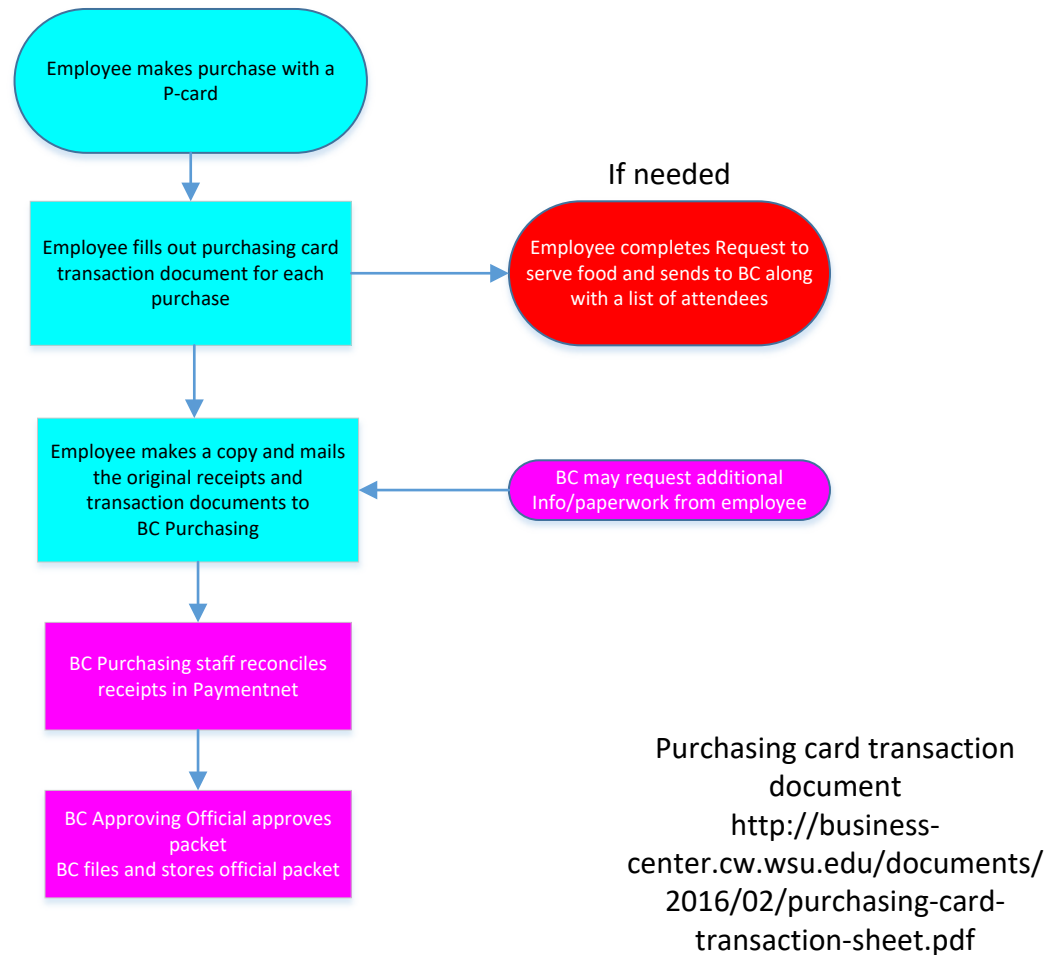 Employee makes purchase with a
P-card
If needed
Employee fills out purchasing card
transaction document for each
purchase
Employee completes Request to
serve food and sends to BC along
with a list of attendees
Employee makes a copy and mails
the original receipts and
transaction documents to
BC Purchasing
BC may request additional
Info/paperwork from employee
BC Purchasing staff reconciles
receipts in Paymentnet
BC Approving Official approves
packet
BC files and stores official packet
Purchasing card transaction
document
http://business-
center.cw.wsu.edu/documents/
2016/02/purchasing-card-
transaction-sheet.pdf